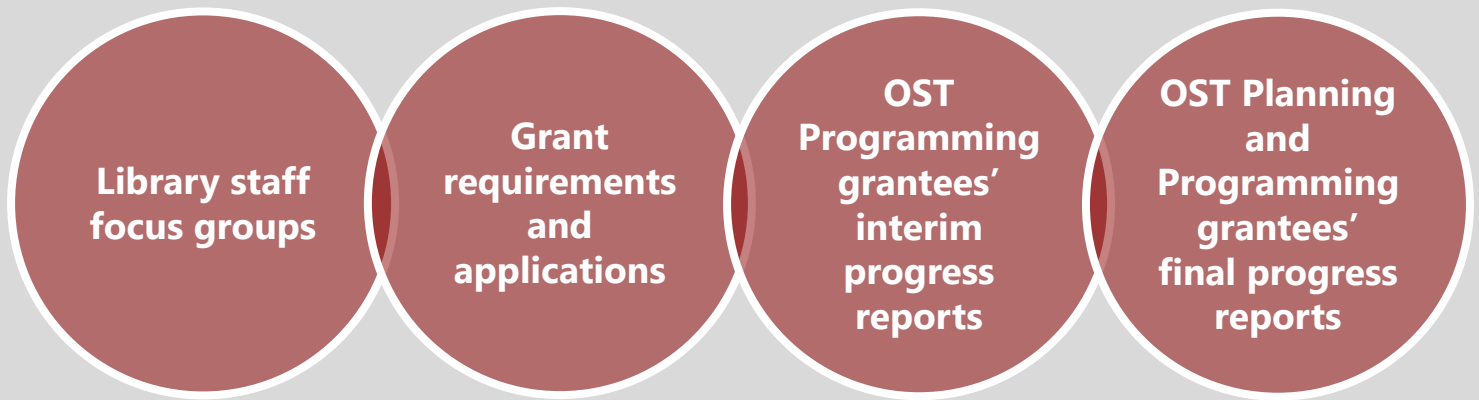 Library staff
focus groups
Grant
requirements
and
applications
OST
Programming
grantees’
interim
progress
reports
OST Planning
and
Programming
grantees’
final progress
reports